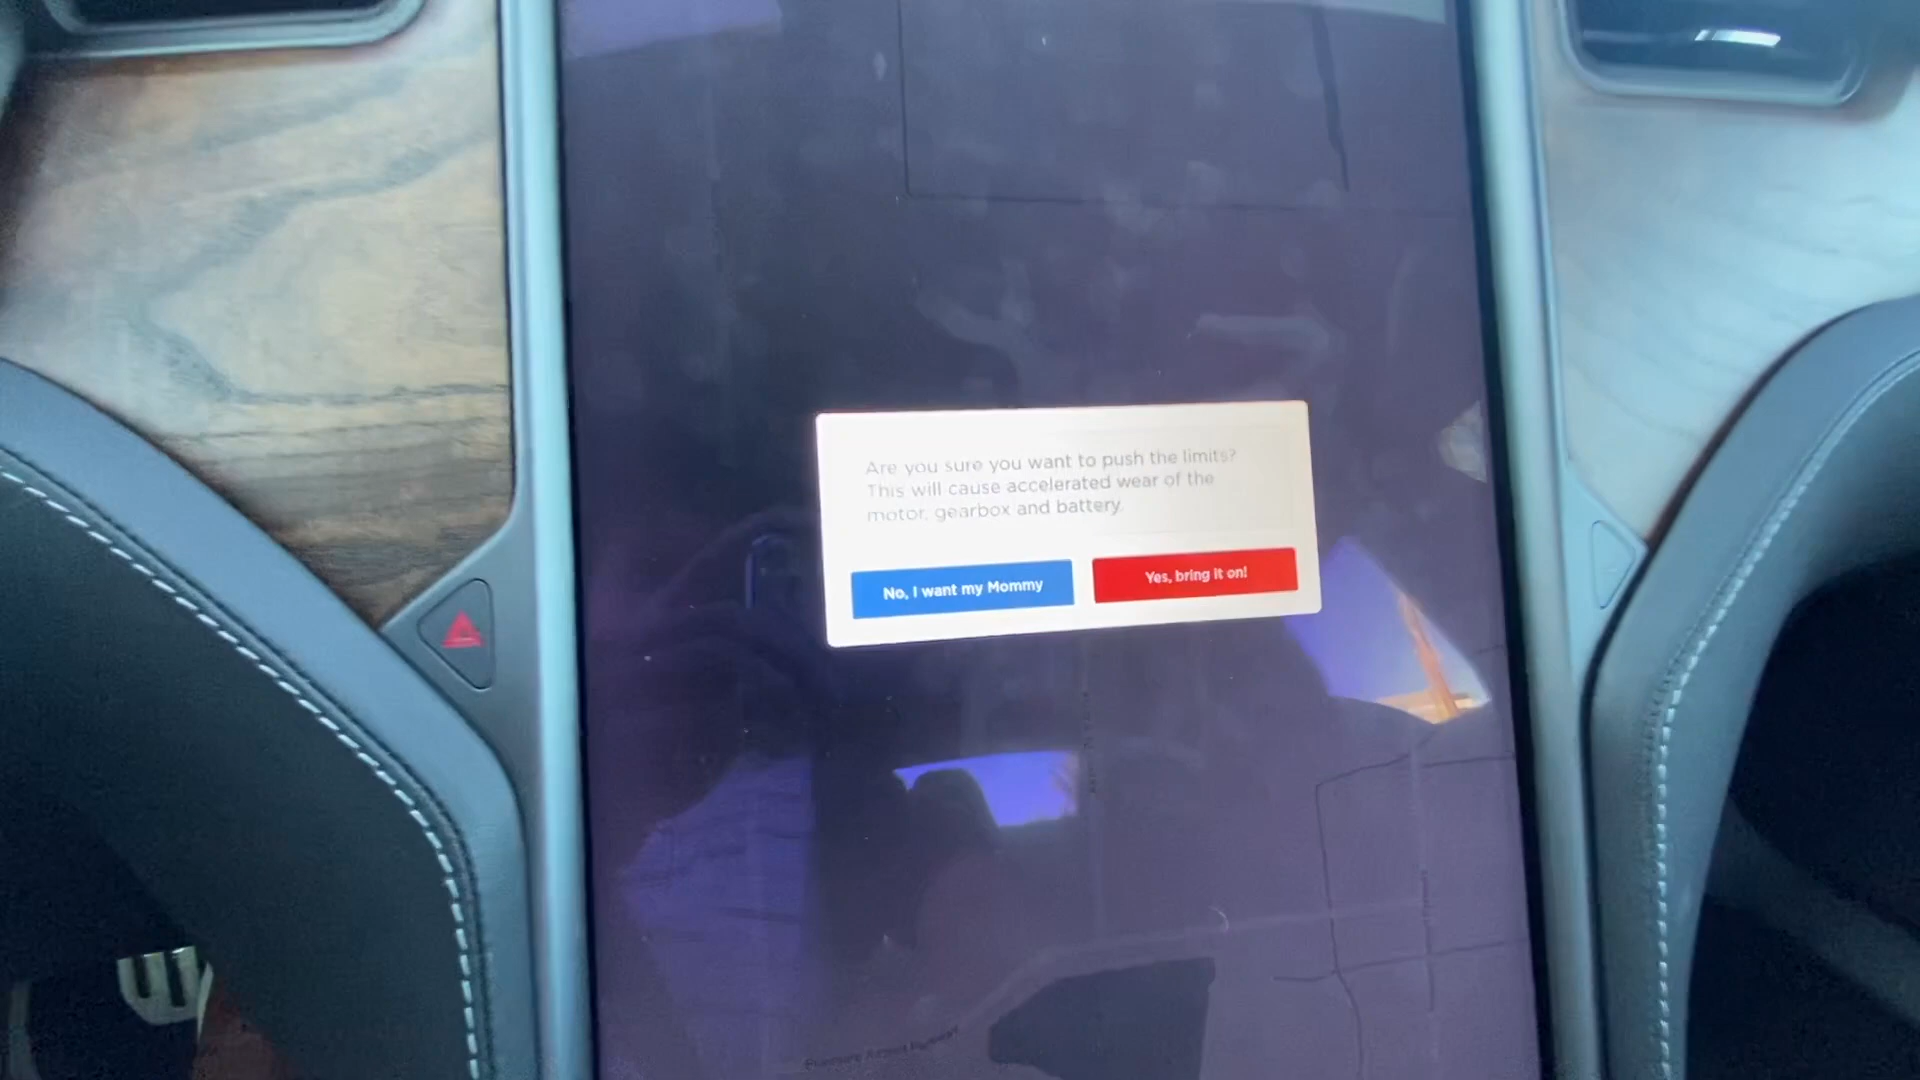 Are you sure you want to push the limits?
This will cause accelerated wear of the
motor, gearbox and battery.
No, I want my Mommy
Yes, bring it on!